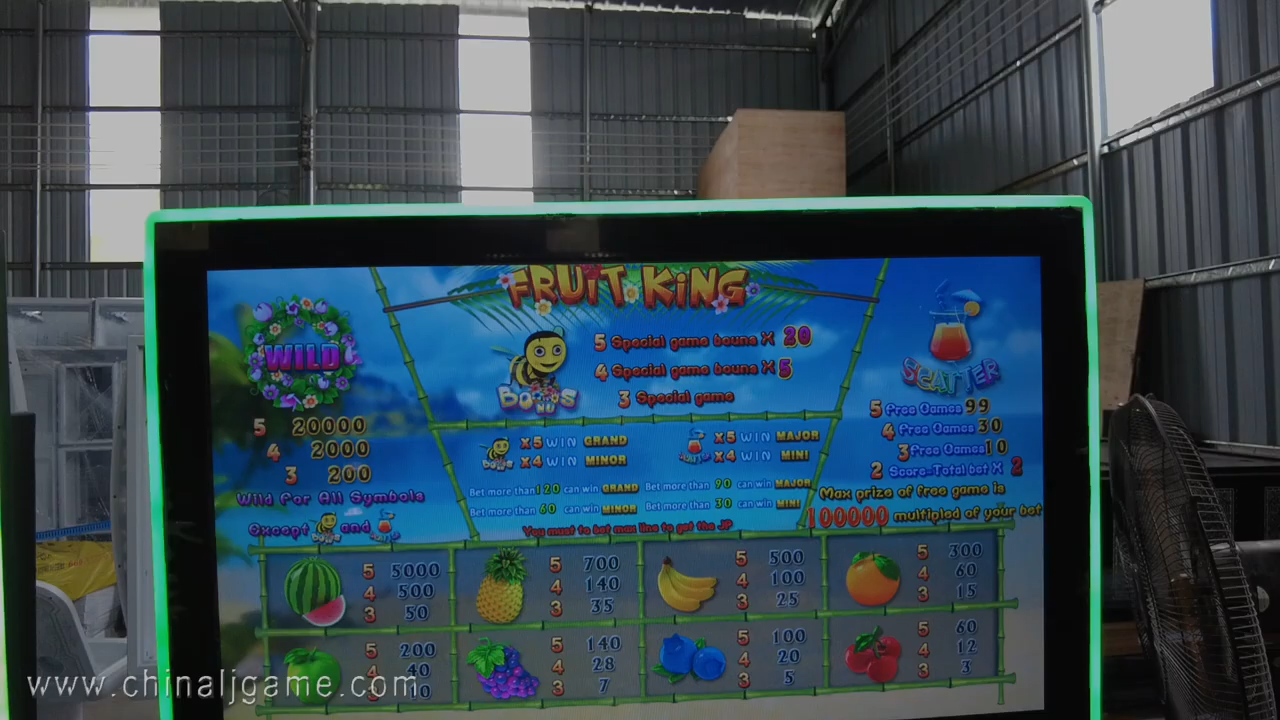 FRUIT KING
WILD
5 20000
4 2000
3 200
Wild For All Symbols
Except BONUS and
BONUS
5 Special game bouns X 20
4 Special game bouns X 5
3 Special game
X5 WIN GRAND
X4 WIN MINOR
X5 WIN MAJOR
X4 WIN MINI
Bet more than 120 can win GRAND
Bet more than 90 can win MAJOR
Bet more than 60 can win MINOR
Bet more than 30 can win MINI
You must to bet max line to get the JP
SCATTER
5 Free Games 99
4 Free Games 30
3 Free Games 10
2 Score-Total bet X 2
Max prize of free game is
100000 multipled of your bet
5 5000
4 500
3 50
5 700
4 140
3 35
5 500
4 100
3 25
5 300
4 60
3 15
5 200
4 40
10
5 140
4 28
3 7
5 100
4 20
3 5
5 60
4 12
3 3
www.chinaljgame.com